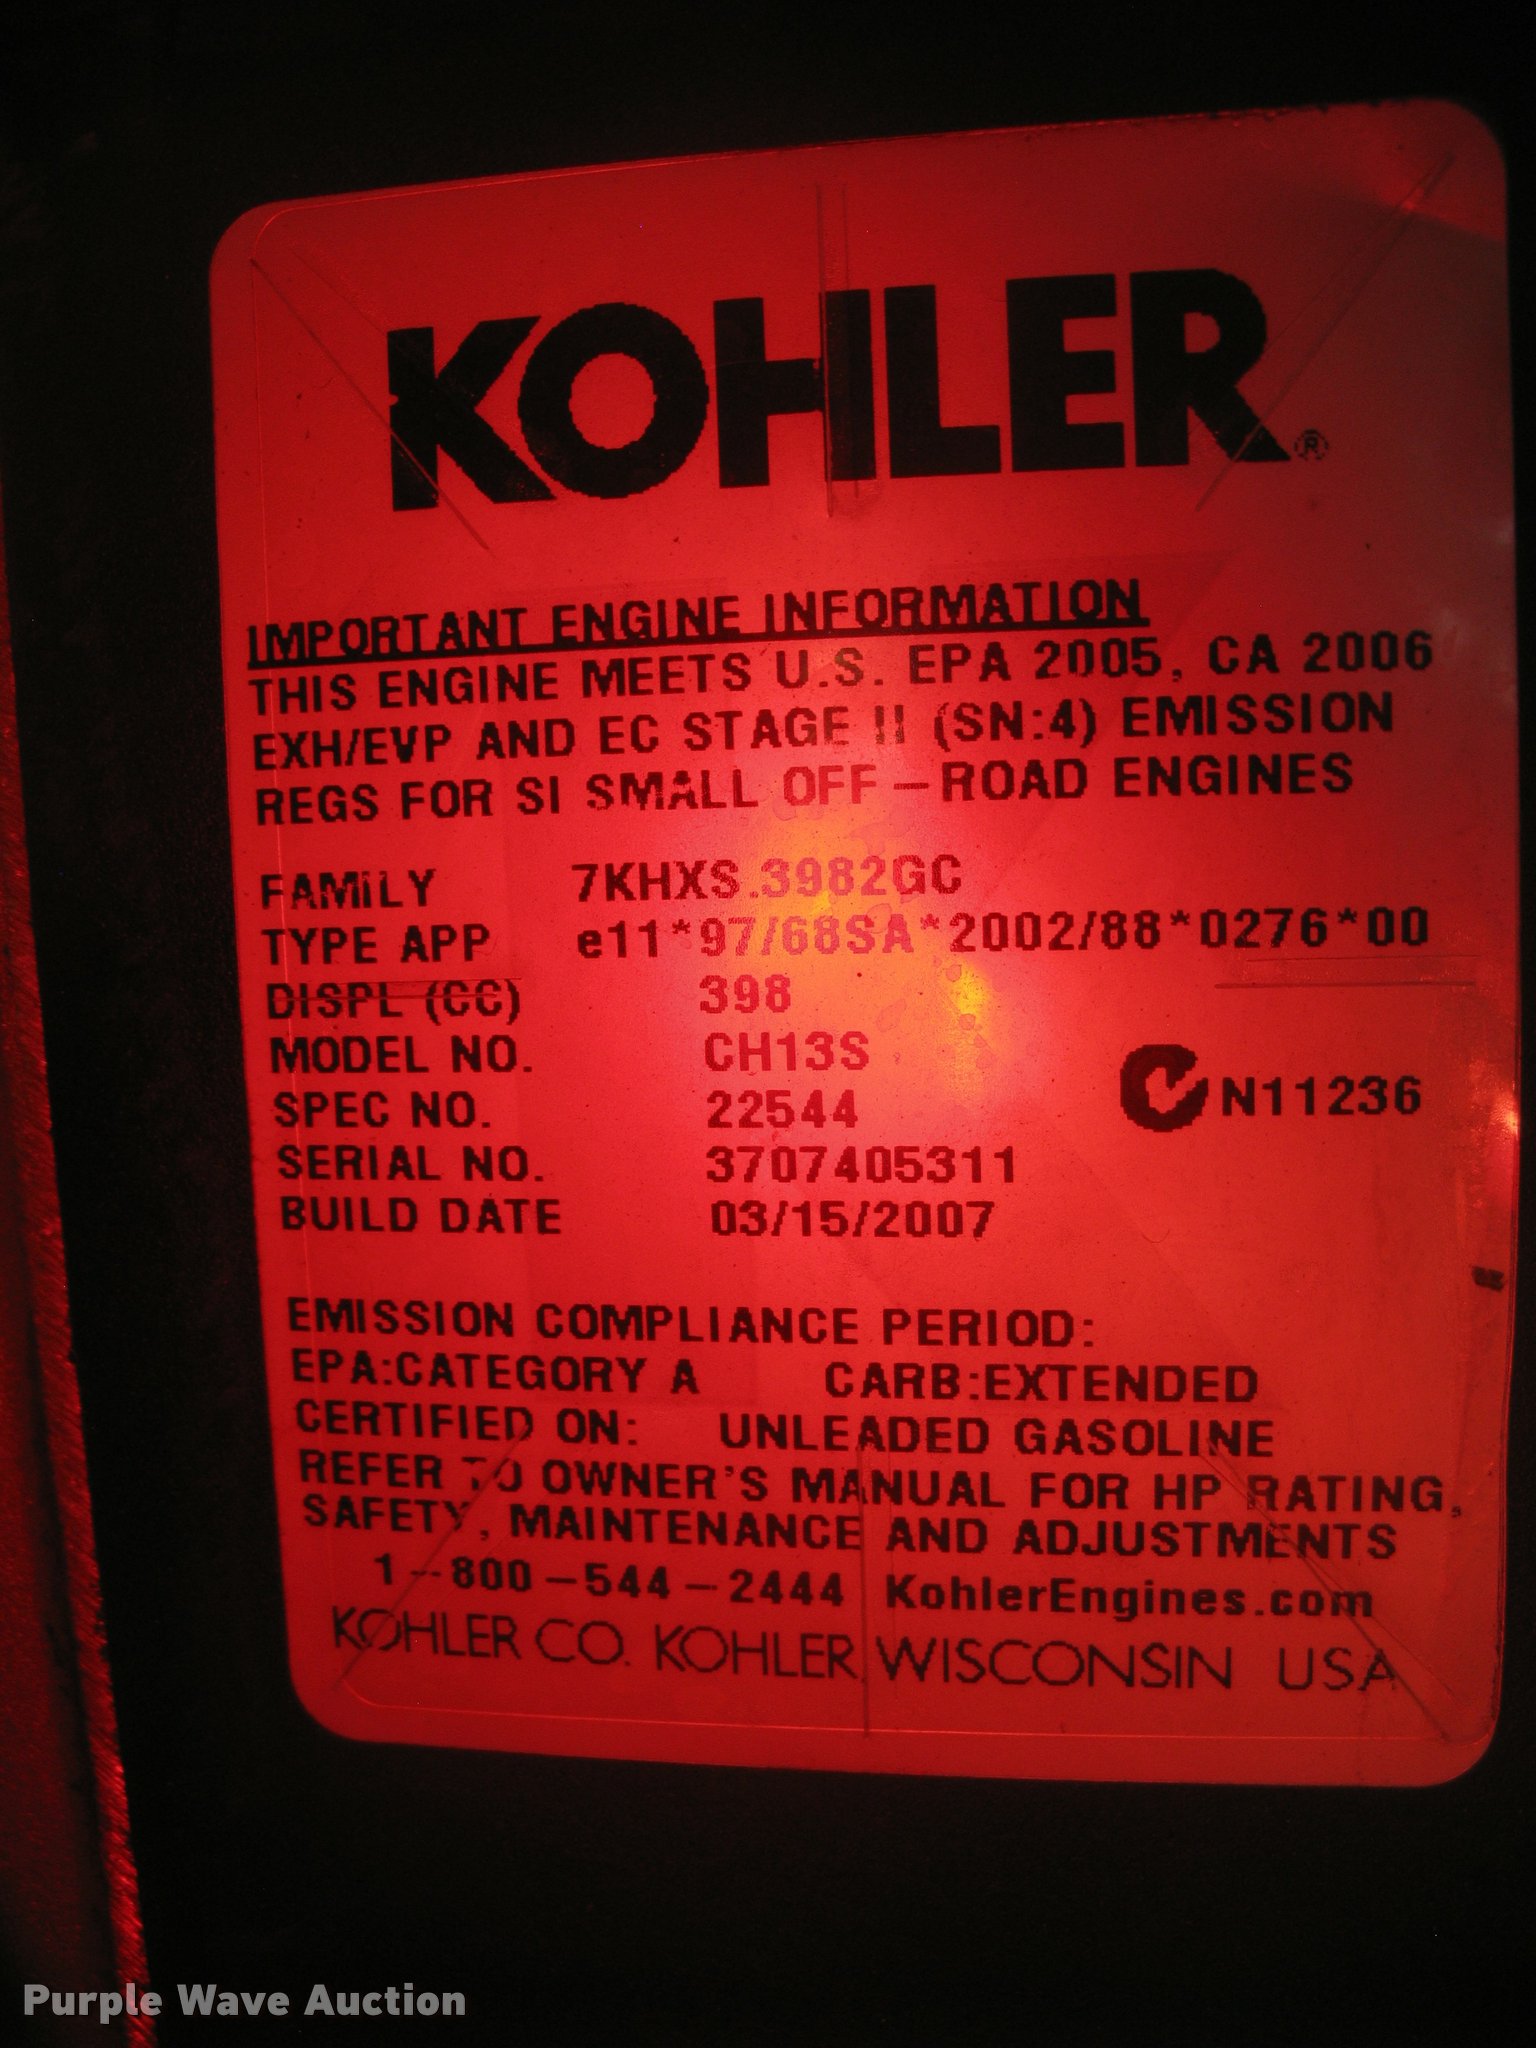 KOHLER®
IMPORTANT ENGINE INFORMATION
THIS ENGINE MEETS U.S. EPA 2005, CA 2006
EXH/EVP AND EC STAGE II (SN:4) EMISSION
REGS FOR SI SMALL OFF-ROAD ENGINES
FAMILY 7KHXS.3982GC
TYPE APP e11*97/68SA*2002/88*0276*00
DISPL (CC) 398
MODEL NO. CH13S
SPEC NO. 22544 N11236
SERIAL NO. 3707405311
BUILD DATE 03/15/2007
EMISSION COMPLIANCE PERIOD:
EPA:CATEGORY A CARB:EXTENDED
CERTIFIED ON: UNLEADED GASOLINE
REFER TO OWNER'S MANUAL FOR HP RATING,
SAFETY, MAINTENANCE AND ADJUSTMENTS
1-800-544-2444 KohlerEngines.com
KOHLER CO. KOHLER WISCONSIN USA
Purple Wave Auction